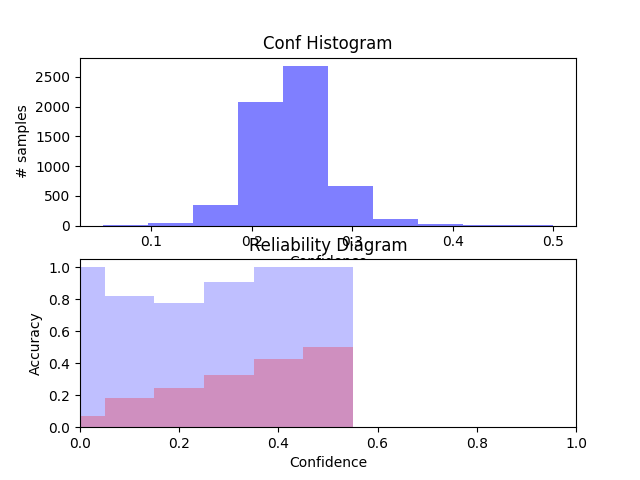 Conf Histogram
# samples
2500
2000
1500
1000
500
0
0.1 0.2 0.3 0.4 0.5
Confidence
Reliability Diagram
Accuracy
1.0
0.8
0.6
0.4
0.2
0.0
0.0 0.2 0.4 0.6 0.8 1.0
Confidence